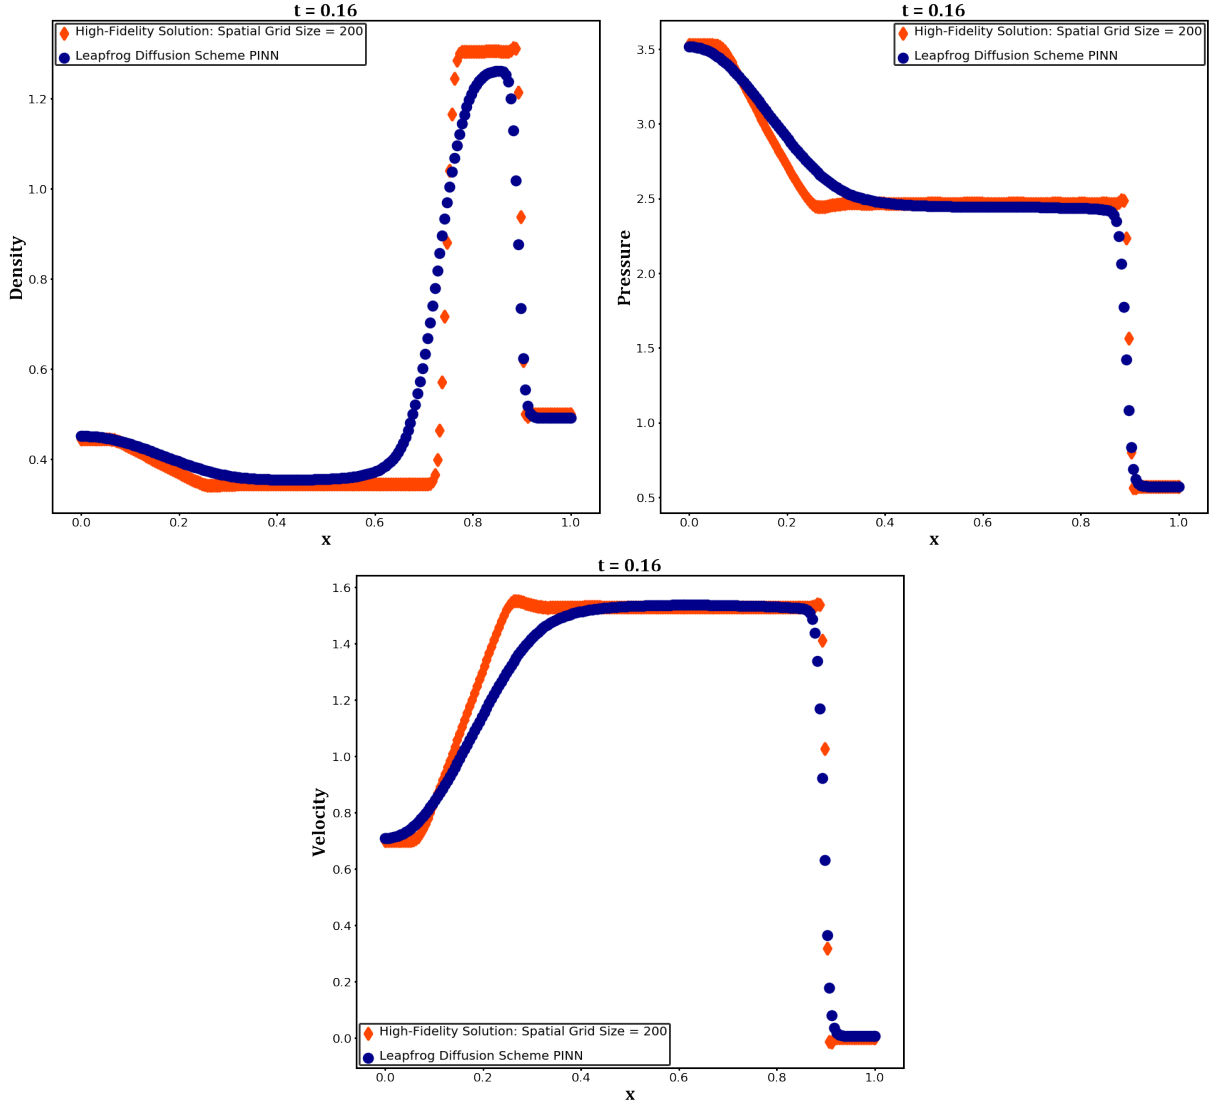 t = 0.16
High-Fidelity Solution: Spatial Grid Size = 200
Leapfrog Diffusion Scheme PINN
1.2
1.0
0.8
0.6
0.4
Density
0.0 0.2 0.4 0.6 0.8 1.0
x
t = 0.16
High-Fidelity Solution: Spatial Grid Size = 200
Leapfrog Diffusion Scheme PINN
3.5
3.0
2.5
2.0
1.5
1.0
0.5
Pressure
0.0 0.2 0.4 0.6 0.8 1.0
x
t = 0.16
1.6
1.4
1.2
1.0
0.8
0.6
0.4
0.2
0.0
Velocity
High-Fidelity Solution: Spatial Grid Size = 200
Leapfrog Diffusion Scheme PINN
0.0 0.2 0.4 0.6 0.8 1.0
x